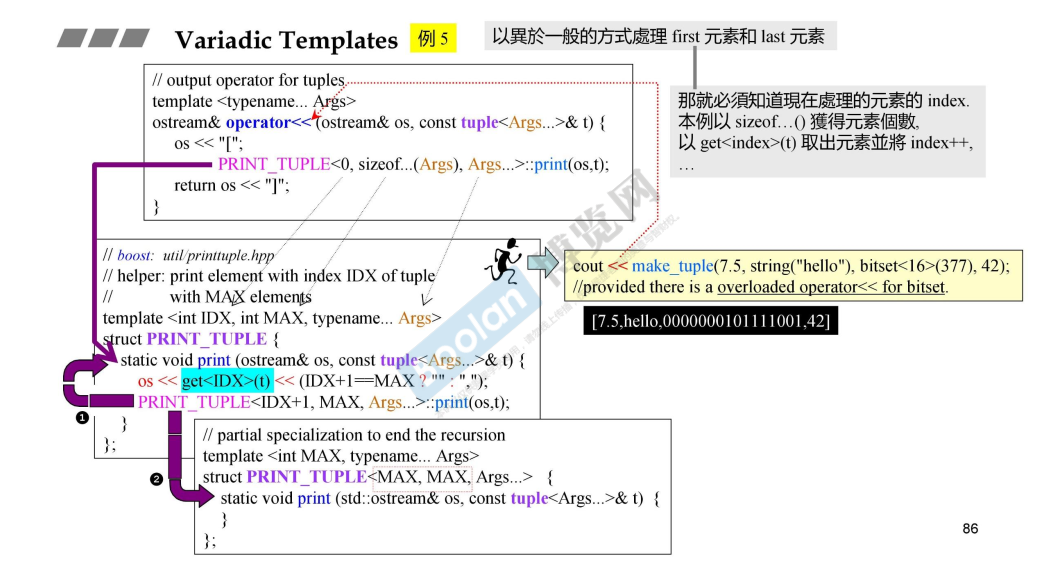 Variadic Templates 例 5
以異於一般的方式處理 first 元素和 last 元素
// output operator for tuples
template <typename... Args>
ostream& operator<< (ostream& os, const tuple<Args...>& t) {
os << "[";
PRINT_TUPLE<0, sizeof...(Args), Args...>::print(os,t);
return os << "]";
}
那就必須知道現在處理的元素的 index.
本例以 sizeof…() 獲得元素個數,
以 get<index>(t) 取出元素並將 index++,
…
// boost: util/printtuple.hpp
// helper: print element with index IDX of tuple
// with MAX elements
template <int IDX, int MAX, typename... Args>
struct PRINT_TUPLE {
static void print (ostream& os, const tuple<Args...>& t) {
os << get<IDX>(t) << (IDX+1==MAX ? "" : ",");
PRINT_TUPLE<IDX+1, MAX, Args...>::print(os,t);
}
};
cout << make_tuple(7.5, string("hello"), bitset<16>(377), 42);
//provided there is a overloaded operator<< for bitset.
[7.5,hello,0000000101111001,42]
❶
❷
// partial specialization to end the recursion
template <int MAX, typename... Args>
struct PRINT_TUPLE<MAX, MAX, Args...> {
static void print (std::ostream& os, const tuple<Args...>& t) {
}
};
Boolan 博览网
86